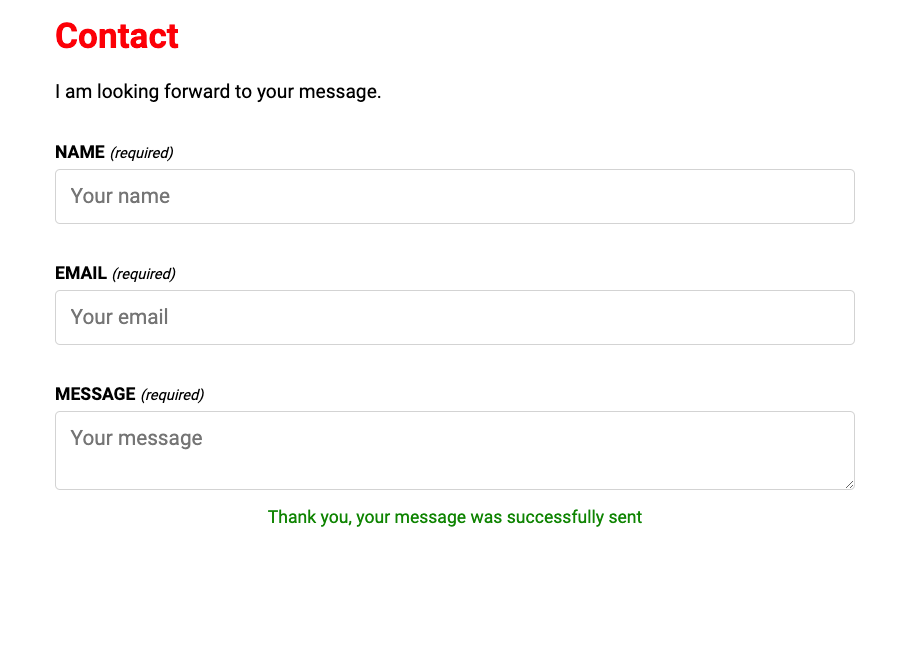 Contact
I am looking forward to your message.
NAME (required)
Your name
EMAIL (required)
Your email
MESSAGE (required)
Your message
Thank you, your message was successfully sent